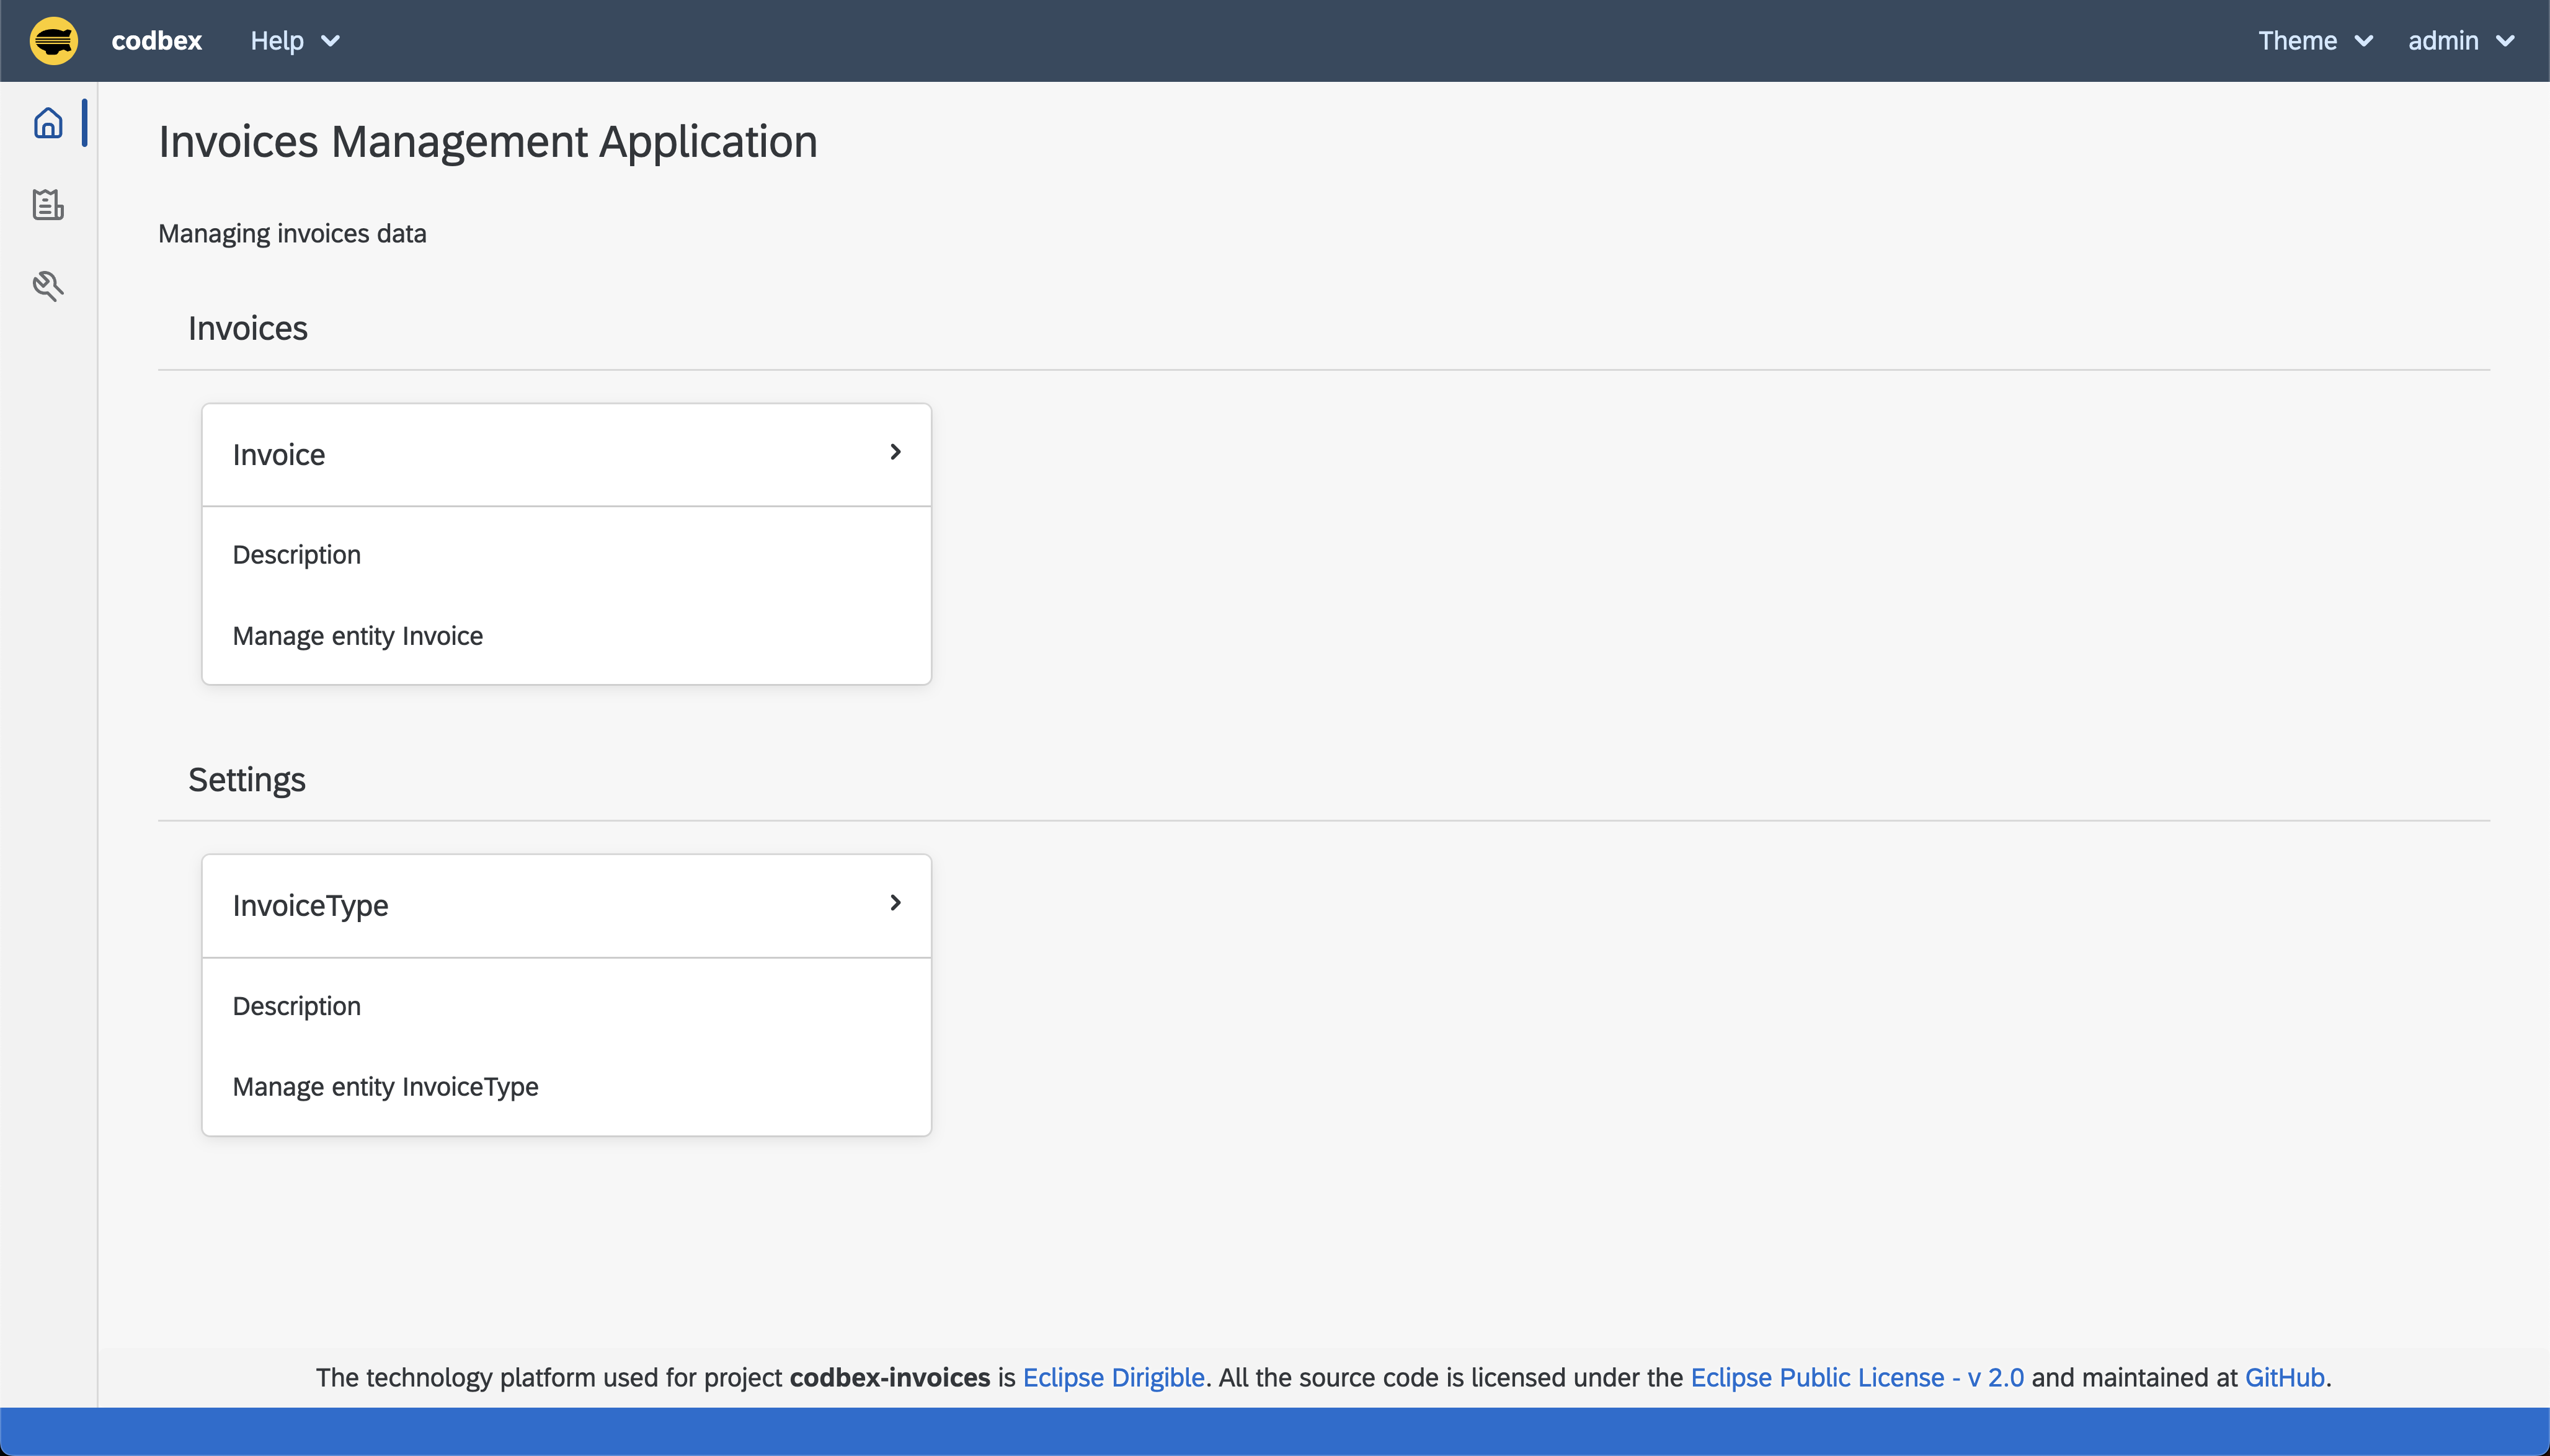 codbex Help Theme admin
Invoices Management Application
Managing invoices data
Invoices
Invoice
Description
Manage entity Invoice
Settings
InvoiceType
Description
Manage entity InvoiceType
The technology platform used for project codbex-invoices is Eclipse Dirigible. All the source code is licensed under the Eclipse Public License - v 2.0 and maintained at GitHub.